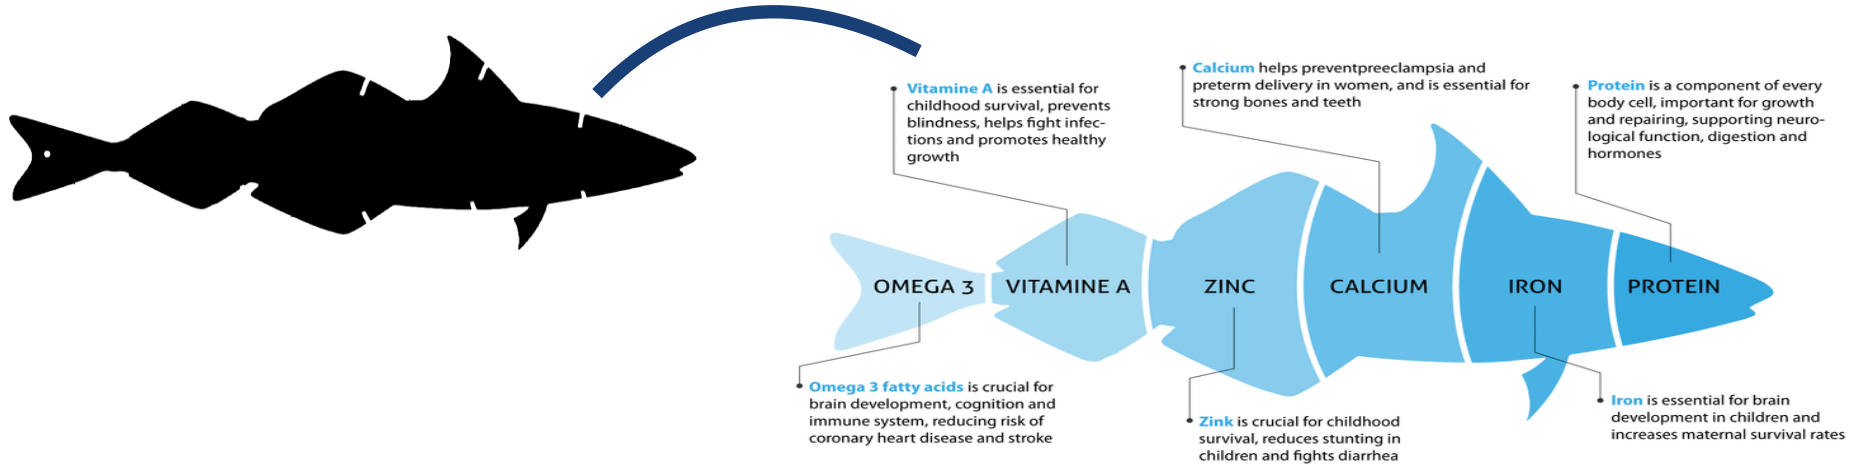 Vitamine A is essential for
childhood survival, prevents
blindness, helps fight infec-
tions and promotes healthy
growth
Calcium helps preventpreeclampsia and
preterm delivery in women, and is essential for
strong bones and teeth
Protein is a component of every
body cell, important for growth
and repairing, supporting neuro-
logical function, digestion and
hormones
OMEGA 3
VITAMINE A
ZINC
CALCIUM
IRON
PROTEIN
Omega 3 fatty acids is crucial for
brain development, cognition and
immune system, reducing risk of
coronary heart disease and stroke
Zink is crucial for childhood
survival, reduces stunting in
children and fights diarrhea
Iron is essential for brain
development in children and
increases maternal survival rates